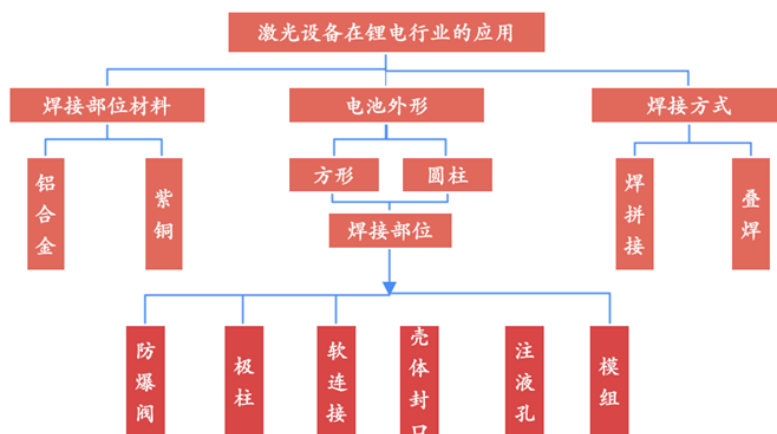 激光设备在锂电行业的应用
焊接部位材料
电池外形
焊接方式
铝合金
紫铜
方形
圆柱
焊拼接
叠焊
焊接部位
防爆阀
极柱
软连接
壳体封口
注液孔
模组